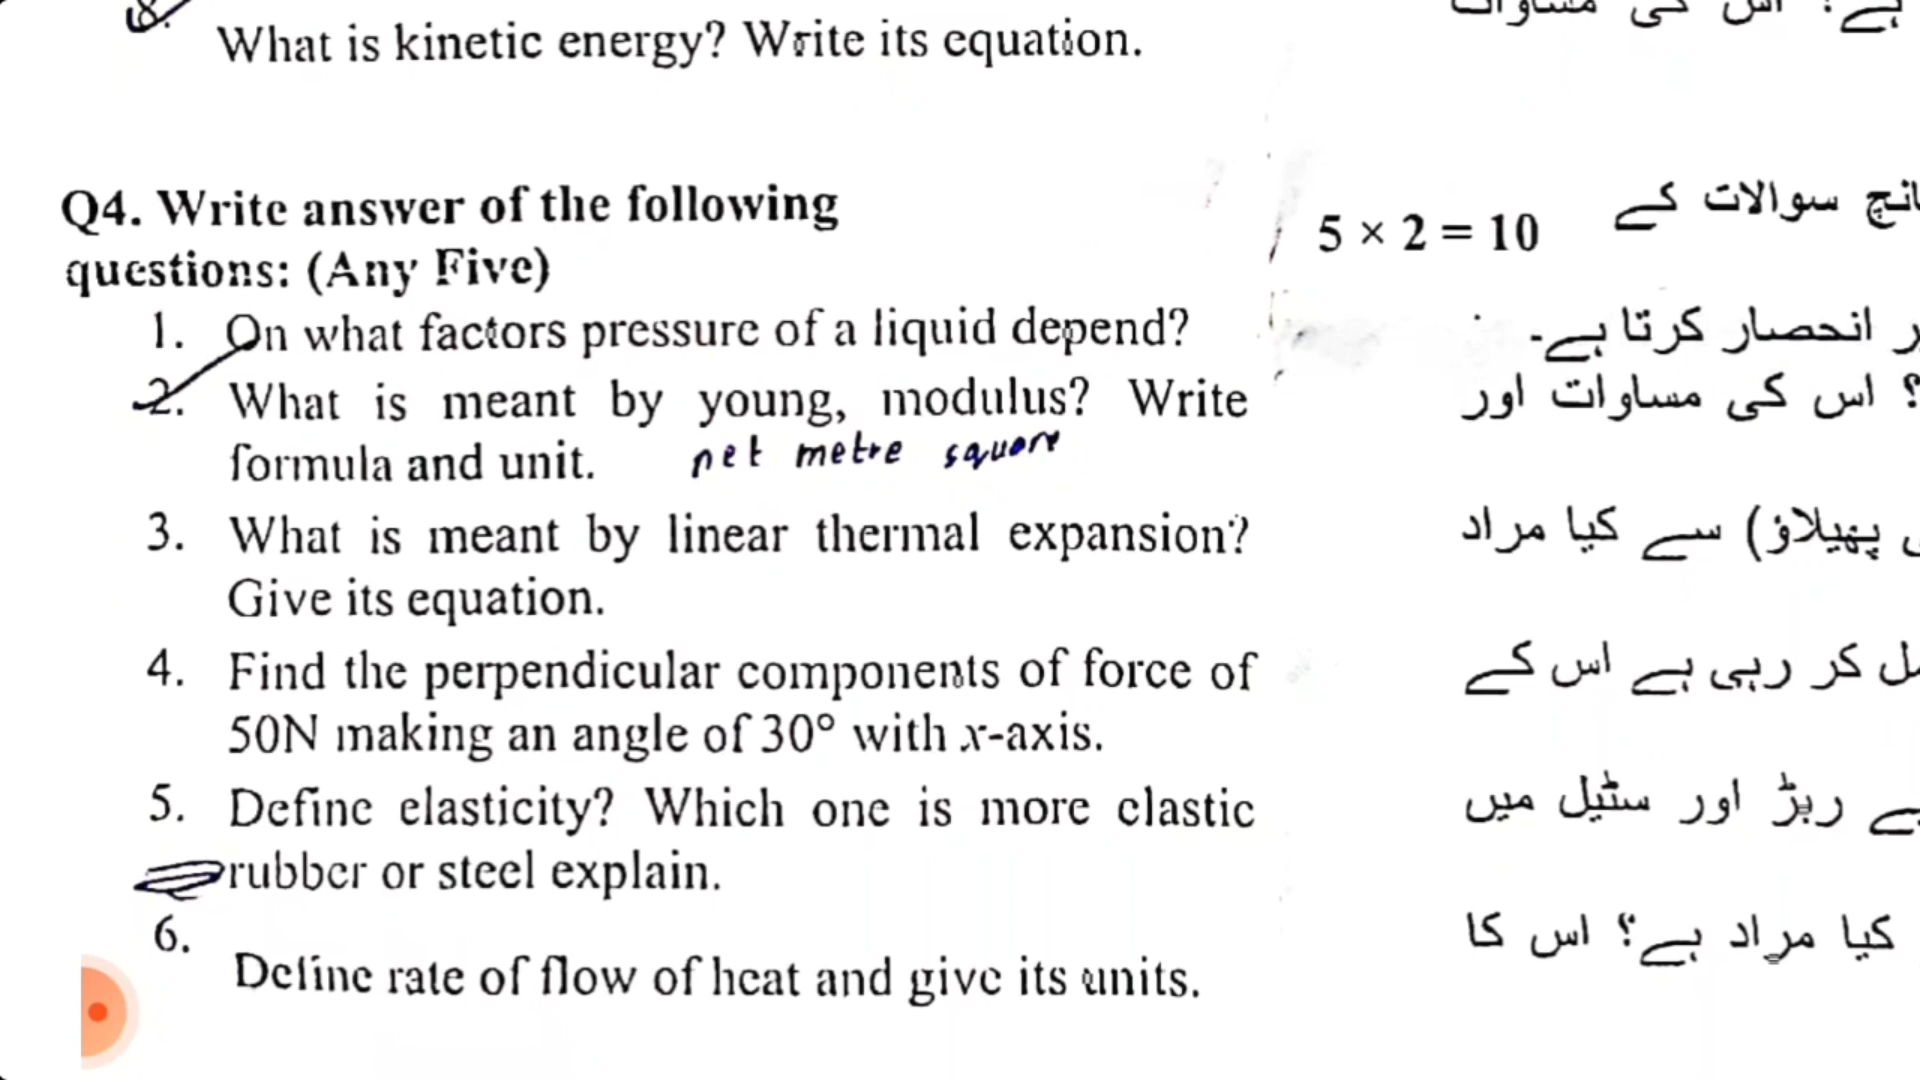 8.
What is kinetic energy? Write its equation.
Q4. Write answer of the following
questions: (Any Five)
5 × 2 = 10
سوالات کے
1. On what factors pressure of a liquid depend?
انحصار کرتا ہے۔
2. What is meant by young, modulus? Write
؟ اس کی مساوات اور
formula and unit.
net metre square
3. What is meant by linear thermal expansion?
پھیلاؤ) سے کیا مراد
Give its equation.
4. Find the perpendicular components of force of
کر رہی ہے اس کے
50N making an angle of 30° with x-axis.
5. Define elasticity? Which one is more elastic
ربڑ اور سٹیل میں
rubber or steel explain.
6.
کیا مراد ہے؟ اس کا
Define rate of flow of heat and give its units.